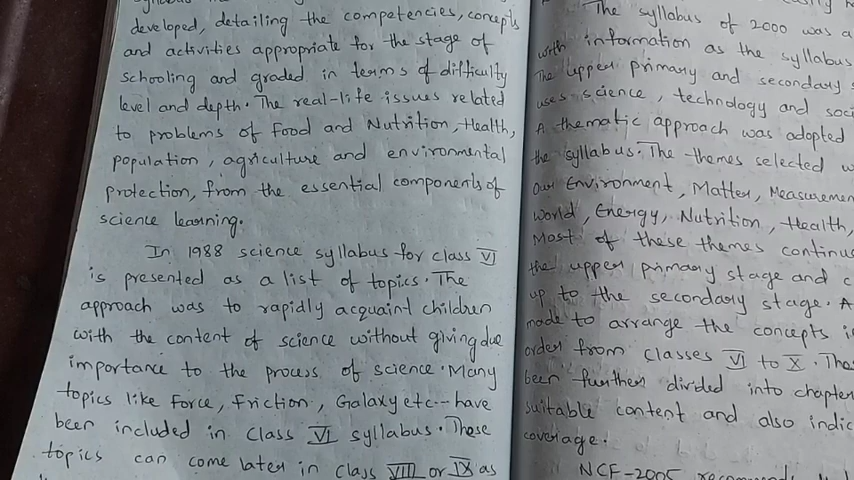 developed, detailing the competencies, concepts
and activities appropriate for the stage of
schooling and graded in terms of difficulty
level and depth. The real-life issues related
to problems of Food and Nutrition, Health,
population, agriculture and environmental
protection, from the essential components of
science learning.
In 1988 science syllabus for class VI
is presented as a list of topics. The
approach was to rapidly acquaint children
with the content of science without giving due
importance to the process of science. Many
topics like Force, Friction, Galaxy etc-- have
been included in Class VI syllabus. These
topics can come later in class VIII or IX as
The syllabus of 2000 was a
with information as the syllabus
The upper primary and secondary
uses science, technology and soci
A thematic approach was adopted
the syllabus. The themes selected w
Our Environment, Matter, Measuremen
world, Energy, Nutrition, Health,
Most of these themes continu
the upper primary stage and c
up to the secondary stage. A
made to arrange the concepts i
order from classes VI to X. Thes
been further divided into chapter
suitable content and also indic
coverage.
NCF-2005